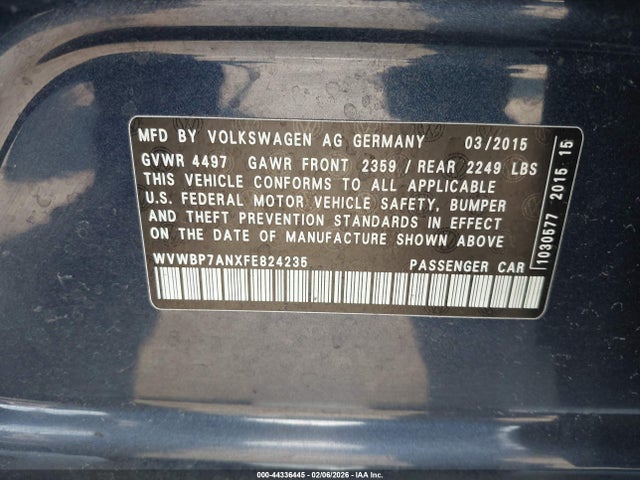 MFD BY VOLKSWAGEN AG GERMANY 03/2015
GVWR 4497 GAWR FRONT 2359 / REAR 2249 LBS
THIS VEHICLE CONFORMS TO ALL APPLICABLE
U.S. FEDERAL MOTOR VEHICLE SAFETY, BUMPER
AND THEFT PREVENTION STANDARDS IN EFFECT
ON THE DATE OF MANUFACTURE SHOWN ABOVE
WVWBP7ANXFE824235 PASSENGER CAR
1030577 2015 15
000-44336445 - 02/06/2026 - IAA Inc.